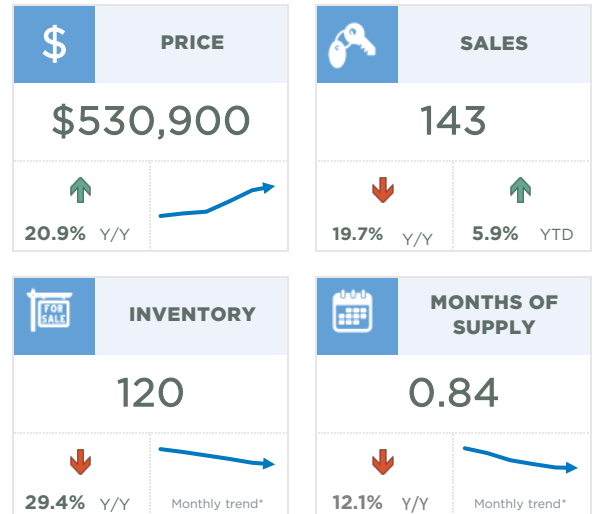 $
PRICE
$530,900
20.9% Y/Y
SALES
143
19.7% Y/Y
5.9% YTD
FOR
SALE
INVENTORY
120
29.4% Y/Y
Monthly trend*
MONTHS OF
SUPPLY
0.84
12.1% Y/Y
Monthly trend*